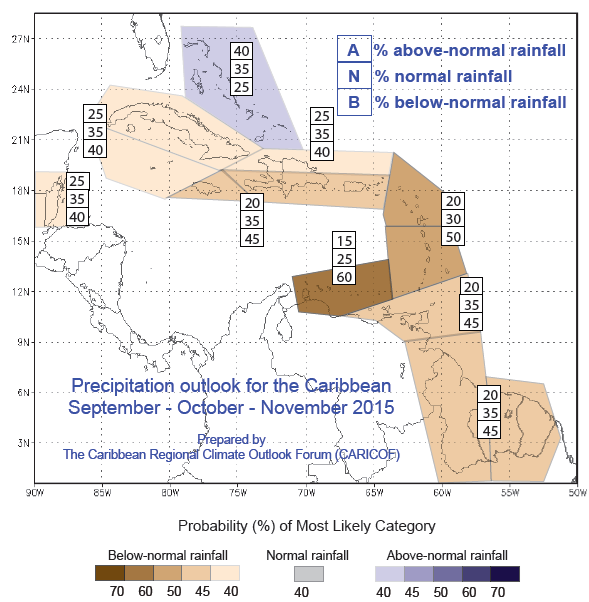 27N
24N
21N
18N
15N
12N
9N
6N
3N
90W 85W 80W 75W 70W 65W 60W 55W 50W
A % above-normal rainfall
N % normal rainfall
B % below-normal rainfall
40
35
25
25
35
40
25
35
40
25
35
40
20
35
45
20
30
50
15
25
60
20
35
45
20
35
45
Precipitation outlook for the Caribbean
September - October - November 2015
Prepared by
The Caribbean Regional Climate Outlook Forum (CARICOF)
Probability (%) of Most Likely Category
Below-normal rainfall Normal rainfall Above-normal rainfall
70 60 50 45 40 40 40 45 50 60 70